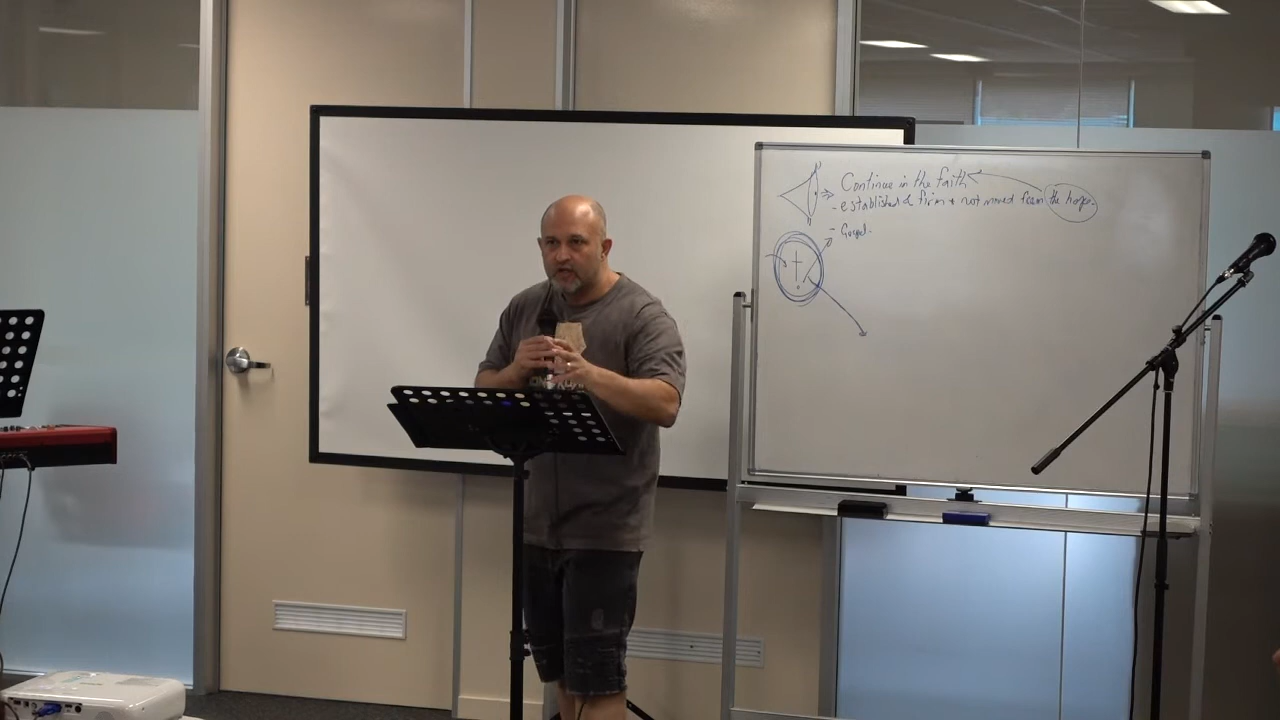 Continue in the faith
- established & firm + not moved from the hope.
- Gospel.